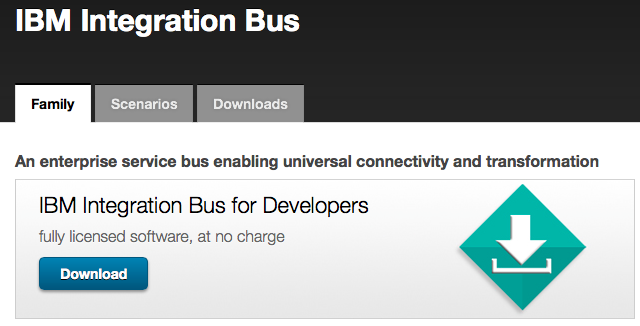 IBM Integration Bus
Family
Scenarios
Downloads
An enterprise service bus enabling universal connectivity and transformation
IBM Integration Bus for Developers
fully licensed software, at no charge
Download